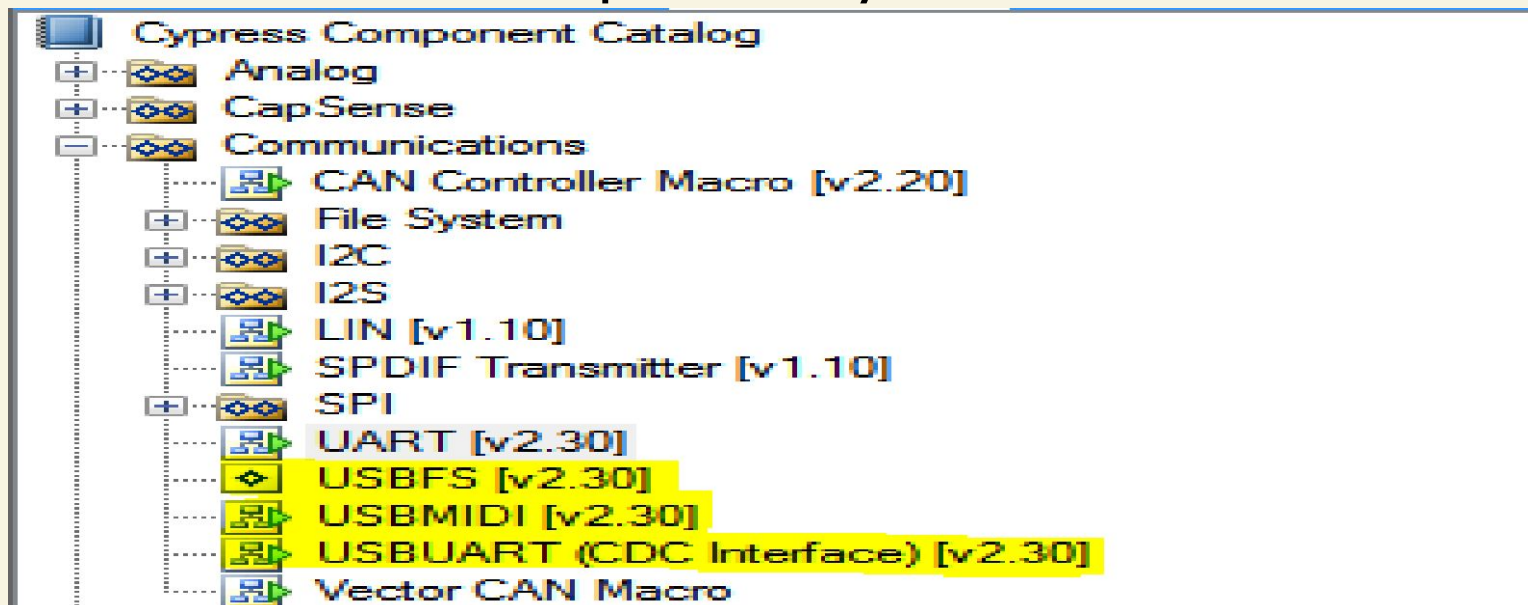 Cypress Component Catalog
Analog
CapSense
Communications
CAN Controller Macro [v2.20]
File System
I2C
I2S
LIN [v1.10]
SPDIF Transmitter [v1.10]
SPI
UART [v2.30]
USBFS [v2.30]
USBMIDI [v2.30]
USBUART (CDC Interface) [v2.30]
Vector CAN Macro